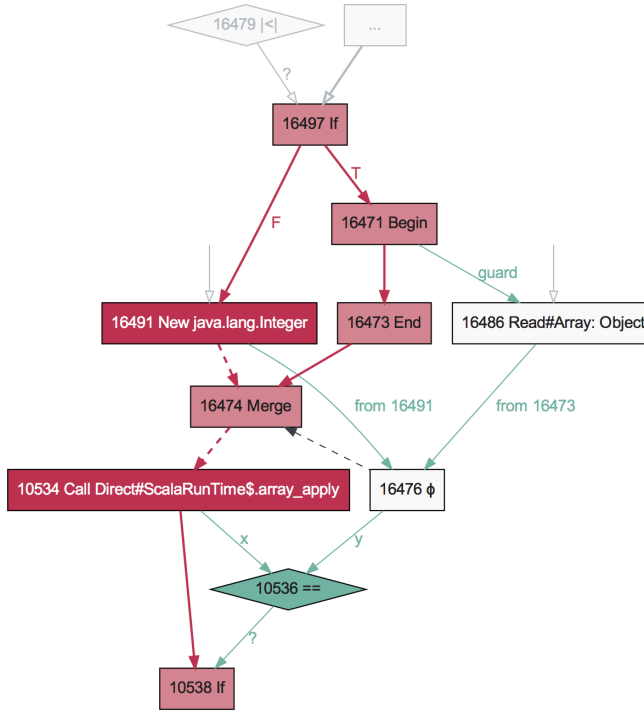 16479 |<|
...
?
16497 If
T
F
16471 Begin
guard
16491 New java.lang.Integer
16473 End
16486 Read#Array: Object
16474 Merge
from 16491
from 16473
10534 Call Direct#ScalaRunTime$.array_apply
16476 ϕ
x
y
10536 ==
?
10538 If